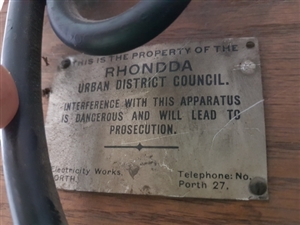 THIS IS THE PROPERTY OF THE
RHONDDA
URBAN DISTRICT COUNCIL.
INTERFERENCE WITH THIS APPARATUS
IS DANGEROUS AND WILL LEAD TO
PROSECUTION.
Electricity Works, Telephone: No.
PORTH. Porth 27.